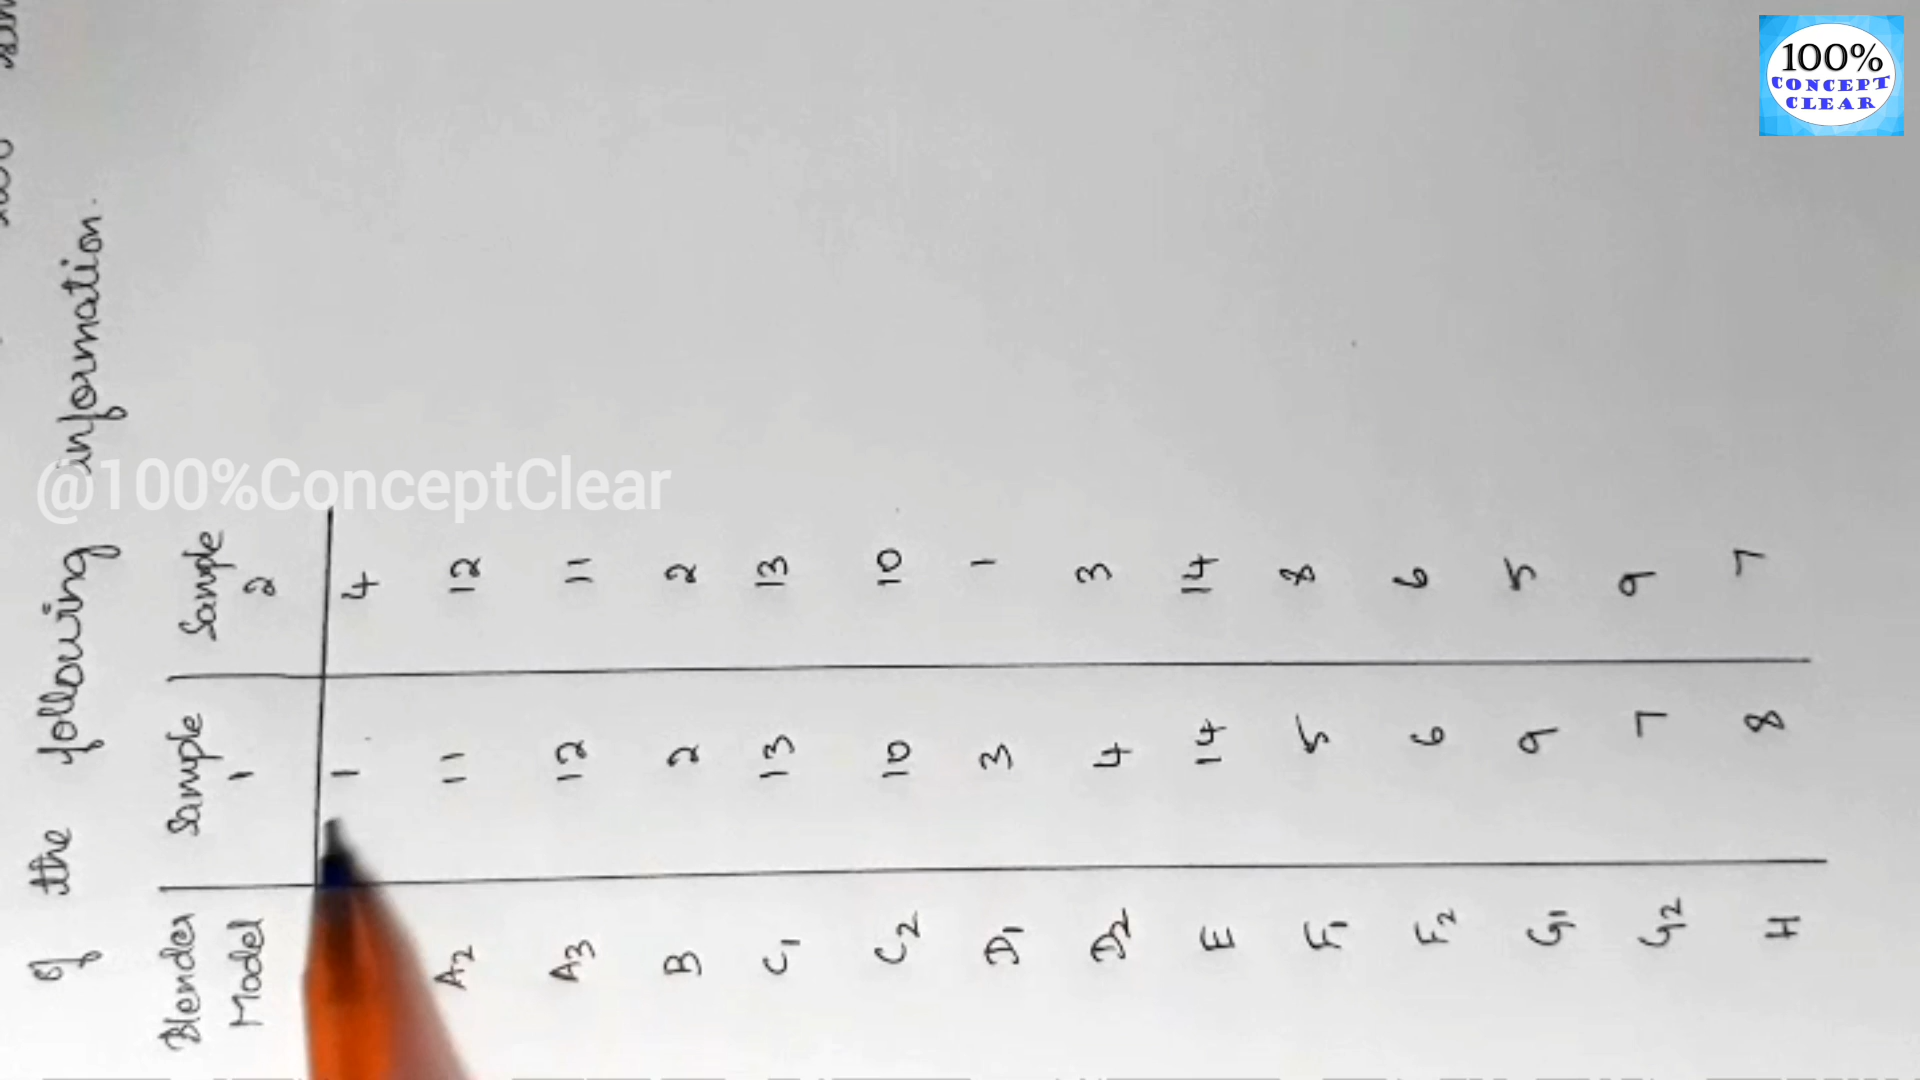 of the following information.
Blender Model | Sample 1 | Sample 2
1 4
A2 11 12
A3 12 11
B 2 2
C1 13 13
C2 10 10
D1 3 1
D2 4 3
E 14 14
F1 5 8
F2 6 6
G1 9 5
G2 7 9
H 8 7
@100%ConceptClear
100%
CONCEPT
CLEAR